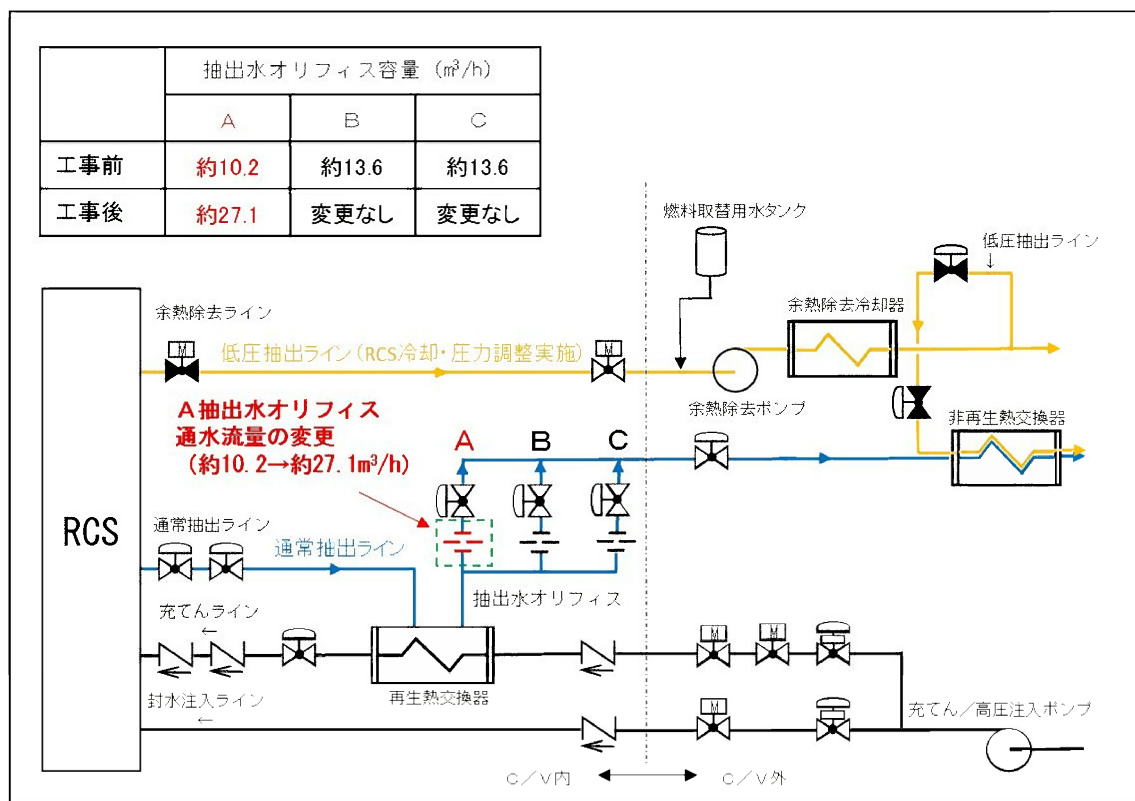 抽出水オリフィス容量 (m³/h)
A B C
工事前 約10.2 約13.6 約13.6
工事後 約27.1 変更なし 変更なし
燃料取替用水タンク
低圧抽出ライン
↓
余熱除去ライン
余熱除去冷却器
M
低圧抽出ライン(RCS冷却・圧力調整実施)
M
余熱除去ポンプ
非再生熱交換器
A抽出水オリフィス
通水流量の変更
(約10.2→約27.1m³/h)
A B C
RCS
通常抽出ライン
通常抽出ライン
抽出水オリフィス
充てんライン
←
M M
再生熱交換器
封水注入ライン
←
M
充てん/高圧注入ポンプ
C/V内 C/V外